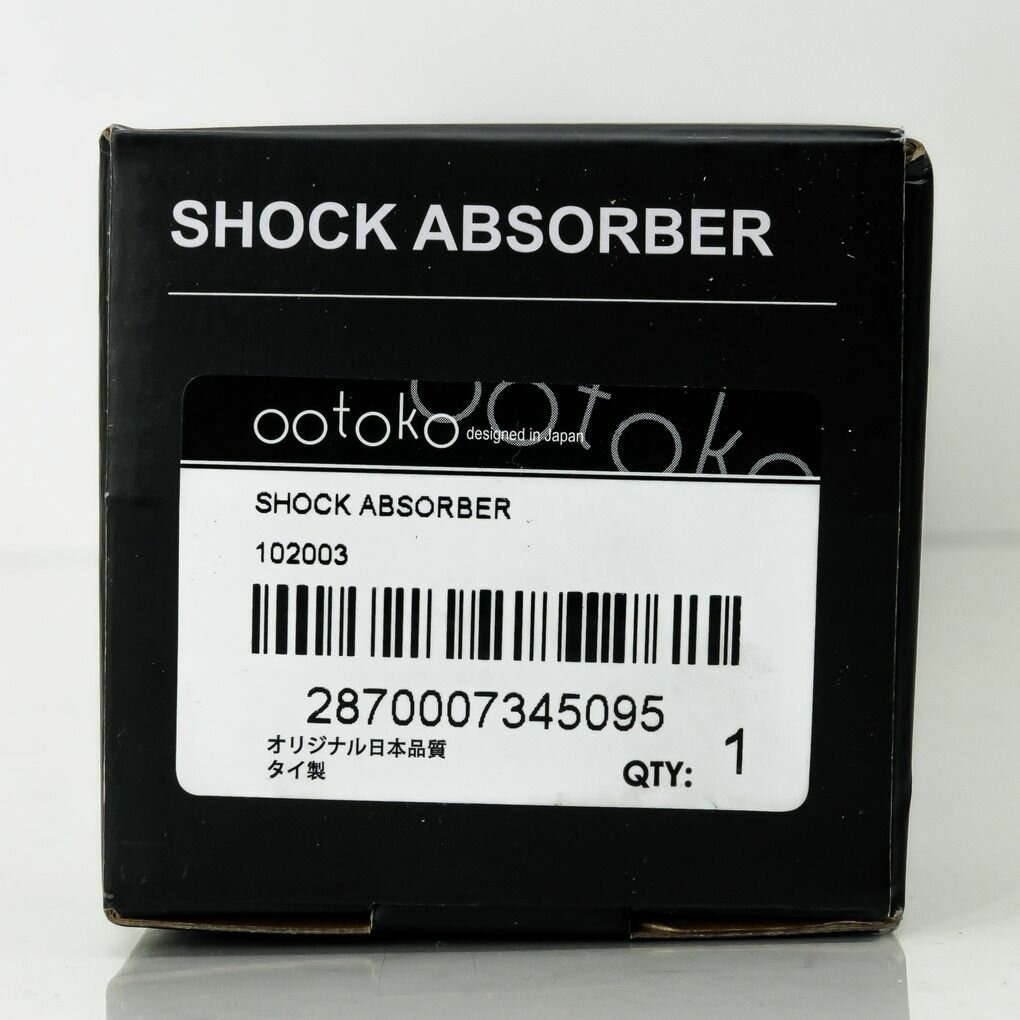 SHOCK ABSORBER
ootoko designed in Japan
ootoko
SHOCK ABSORBER
102003
2870007345095
オリジナル日本品質
タイ製
QTY: 1